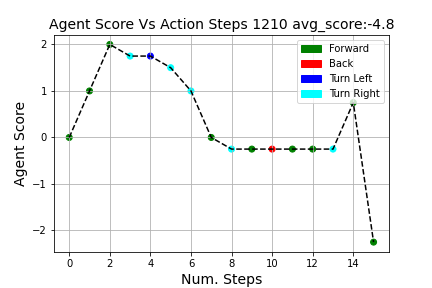 Agent Score Vs Action Steps 1210 avg_score:-4.8
Agent Score
2
1
0
−1
−2
Forward
Back
Turn Left
Turn Right
0 2 4 6 8 10 12 14
Num. Steps